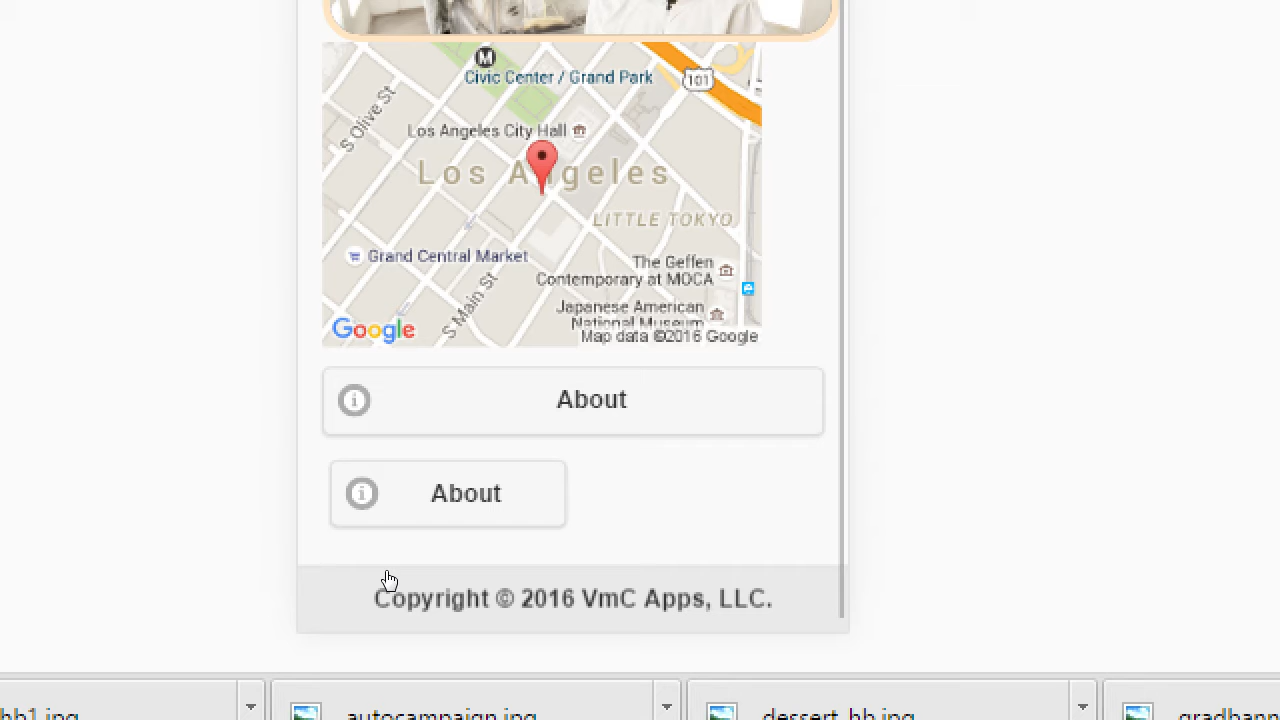 M
Civic Center / Grand Park
101
S Olive St
Los Angeles City Hall
Los Angeles
LITTLE TOKYO
Grand Central Market
The Geffen
Contemporary at MOCA
S Main St
Japanese American
National Museum
Google
Map data ©2016 Google
About
About
Copyright © 2016 VmC Apps, LLC.
autocampaign.jpg
dessert_bb.jpg